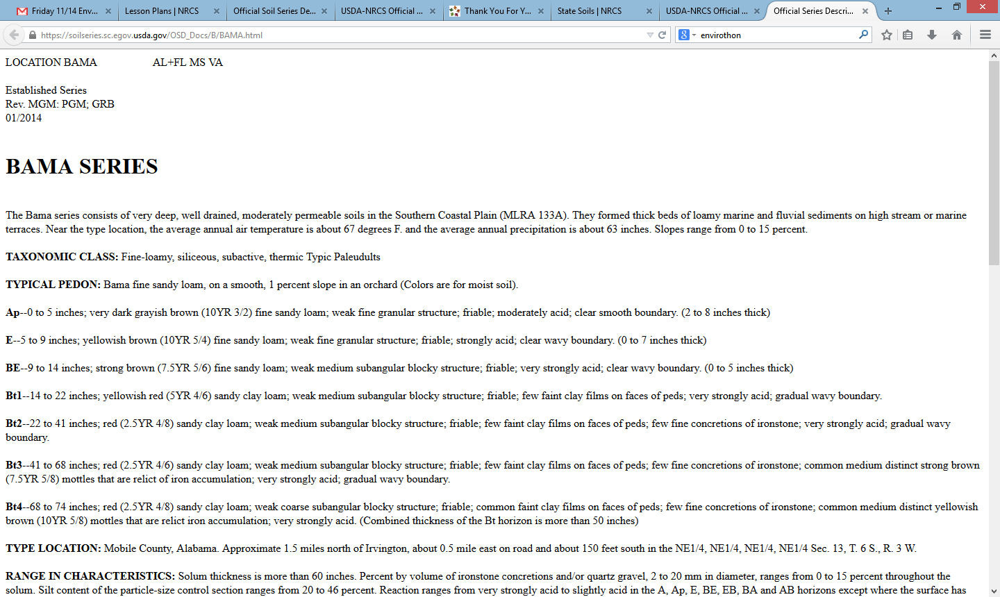 Friday 11/14 Env...
Lesson Plans | NRCS
Official Soil Series De...
USDA-NRCS Official ...
Thank You For Y...
State Soils | NRCS
USDA-NRCS Official ...
Official Series Descri...
https://soilseries.sc.egov.usda.gov/OSD_Docs/B/BAMA.html
envirothon
LOCATION BAMA AL+FL MS VA
Established Series
Rev. MGM: PGM; GRB
01/2014
BAMA SERIES
The Bama series consists of very deep, well drained, moderately permeable soils in the Southern Coastal Plain (MLRA 133A). They formed thick beds of loamy marine and fluvial sediments on high stream or marine
terraces. Near the type location, the average annual air temperature is about 67 degrees F. and the average annual precipitation is about 63 inches. Slopes range from 0 to 15 percent.
TAXONOMIC CLASS: Fine-loamy, siliceous, subactive, thermic Typic Paleudults
TYPICAL PEDON: Bama fine sandy loam, on a smooth, 1 percent slope in an orchard (Colors are for moist soil).
Ap--0 to 5 inches; very dark grayish brown (10YR 3/2) fine sandy loam; weak fine granular structure; friable; moderately acid; clear smooth boundary. (2 to 8 inches thick)
E--5 to 9 inches; yellowish brown (10YR 5/4) fine sandy loam; weak fine granular structure; friable; strongly acid; clear wavy boundary. (0 to 7 inches thick)
BE--9 to 14 inches; strong brown (7.5YR 5/6) fine sandy loam; weak medium subangular blocky structure; friable; very strongly acid; clear wavy boundary. (0 to 5 inches thick)
Bt1--14 to 22 inches; yellowish red (5YR 4/6) sandy clay loam; weak medium subangular blocky structure; friable; few faint clay films on faces of peds; very strongly acid; gradual wavy boundary.
Bt2--22 to 41 inches; red (2.5YR 4/8) sandy clay loam; weak medium subangular blocky structure; friable; few faint clay films on faces of peds; few fine concretions of ironstone; very strongly acid; gradual wavy
boundary.
Bt3--41 to 68 inches; red (2.5YR 4/6) sandy clay loam; weak medium subangular blocky structure; friable; few faint clay films on faces of peds; few fine concretions of ironstone; common medium distinct strong brown
(7.5YR 5/8) mottles that are relict of iron accumulation; very strongly acid; gradual wavy boundary.
Bt4--68 to 74 inches; red (2.5YR 4/8) sandy clay loam; weak coarse subangular blocky structure; friable; common faint clay films on faces of peds; few fine concretions of ironstone; common medium distinct yellowish
brown (10YR 5/8) mottles that are relict iron accumulation; very strongly acid. (Combined thickness of the Bt horizon is more than 50 inches)
TYPE LOCATION: Mobile County, Alabama. Approximate 1.5 miles north of Irvington, about 0.5 mile east on road and about 150 feet south in the NE1/4, NE1/4, NE1/4, NE1/4 Sec. 13, T. 6 S., R. 3 W.
RANGE IN CHARACTERISTICS: Solum thickness is more than 60 inches. Percent by volume of ironstone concretions and/or quartz gravel, 2 to 20 mm in diameter, ranges from 0 to 15 percent throughout the
solum. Silt content of the particle-size control section ranges from 20 to 46 percent. Reaction ranges from very strongly acid to slightly acid in the A, Ap, E, BE, EB, BA and AB horizons except where the surface has